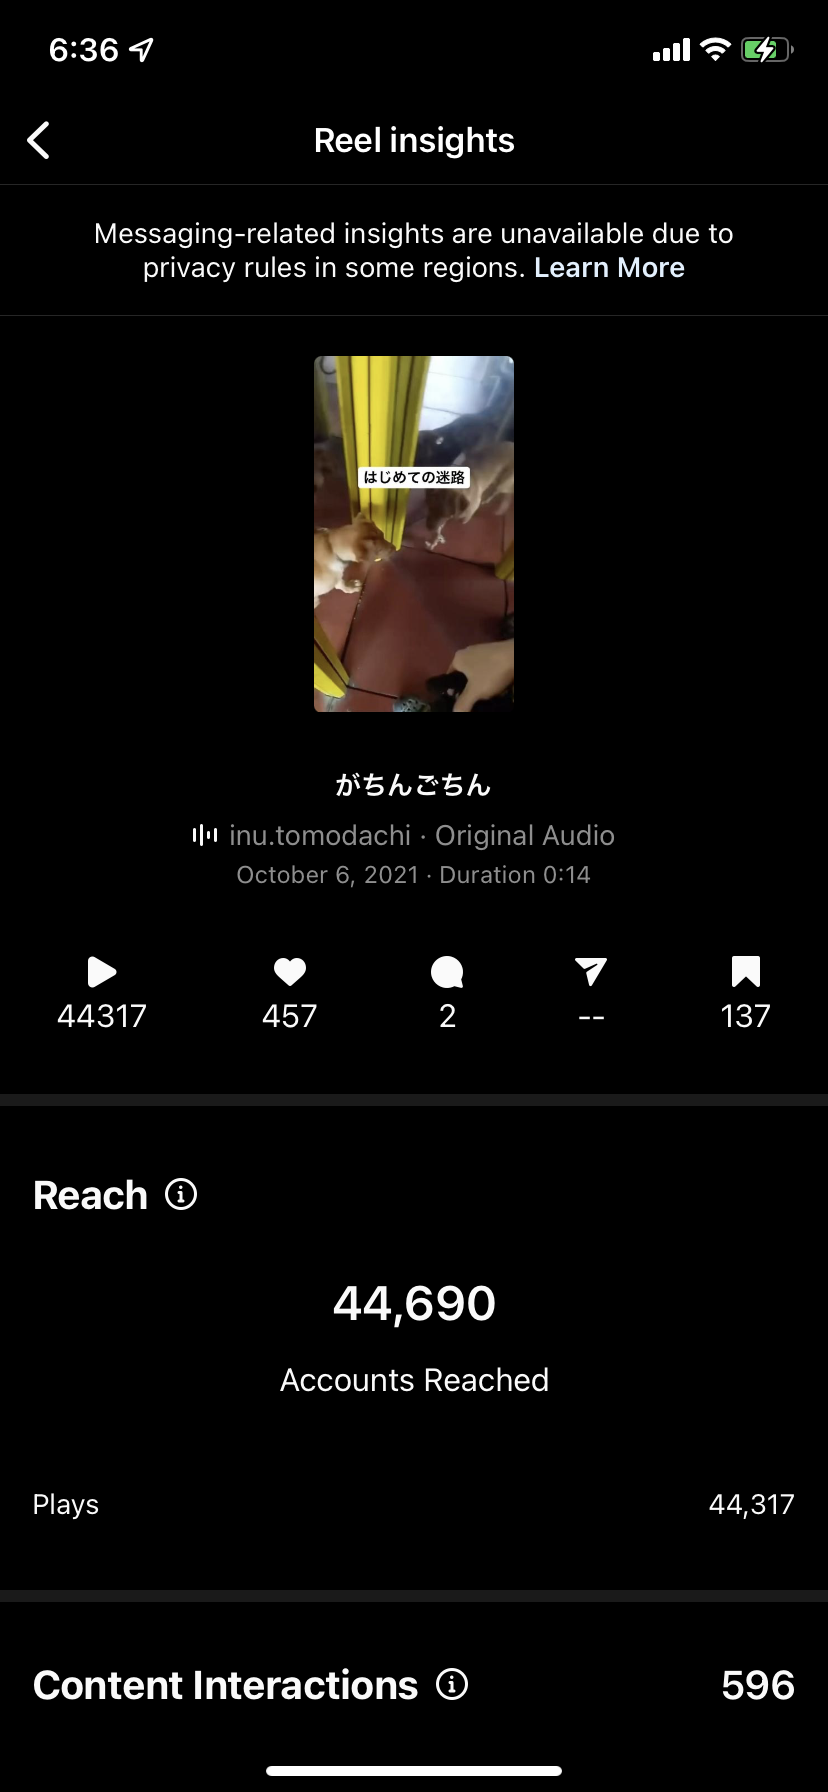 6:36
Reel insights
Messaging-related insights are unavailable due to
privacy rules in some regions. Learn More
はじめての迷路
がちんごちん
inu.tomodachi · Original Audio
October 6, 2021 · Duration 0:14
44317 457 2 -- 137
Reach
44,690
Accounts Reached
Plays 44,317
Content Interactions 596